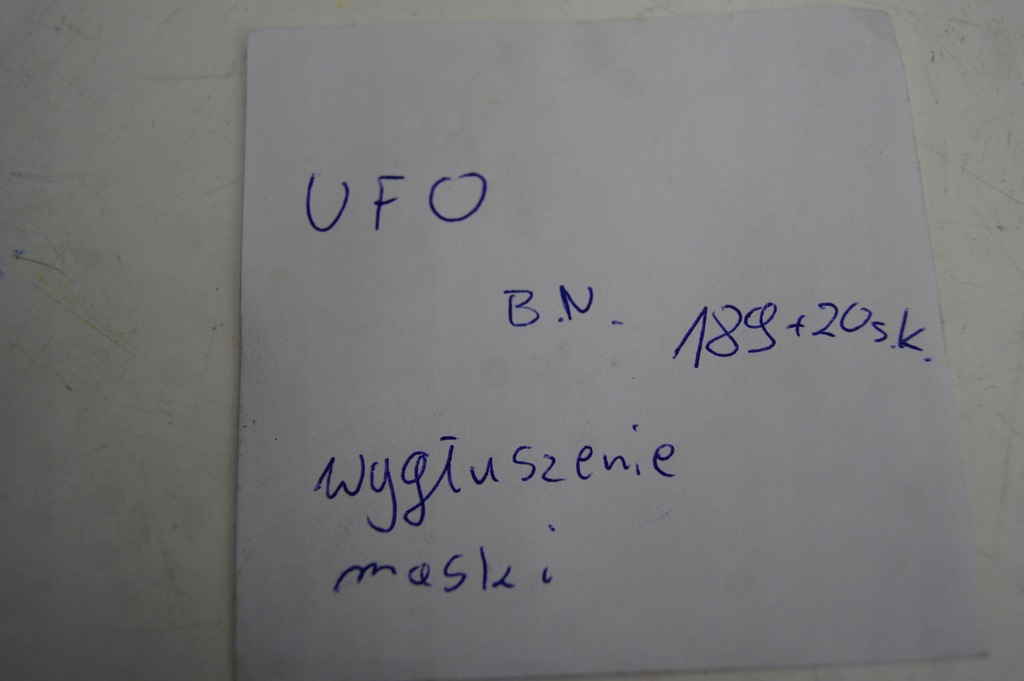 UFO
B.N. 189+20s.k.
wygłuszenie
maski